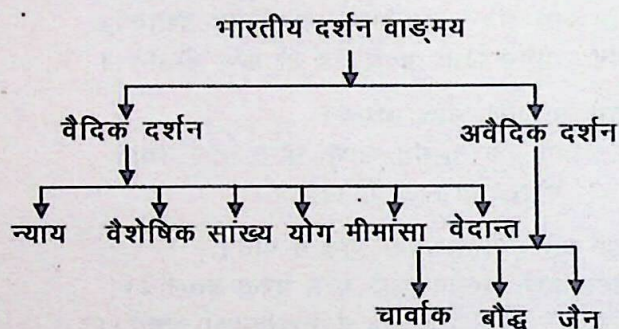 भारतीय दर्शन वाङ्मय
वैदिक दर्शन अवैदिक दर्शन
न्याय वैशेषिक सांख्य योग मीमांसा वेदान्त
चार्वाक बौद्ध जैन